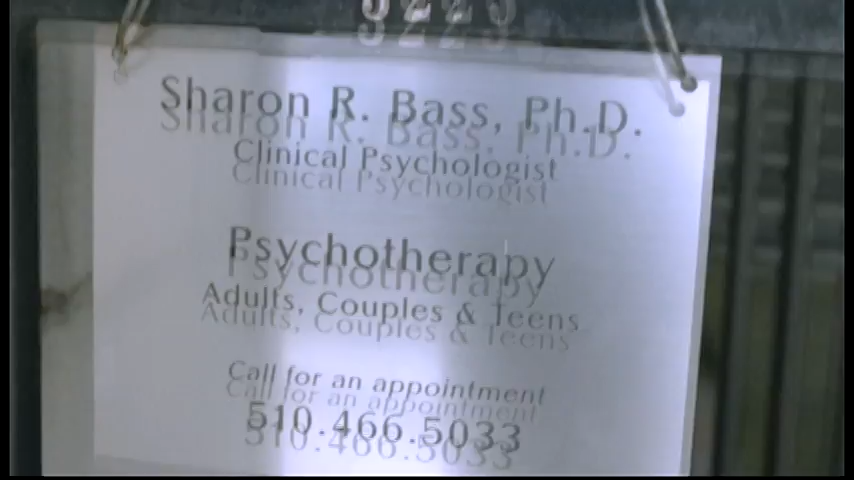 Sharon R. Bass, Ph.D.
Clinical Psychologist
Psychotherapy
Adults, Couples & Teens
Call for an appointment
510.466.5033